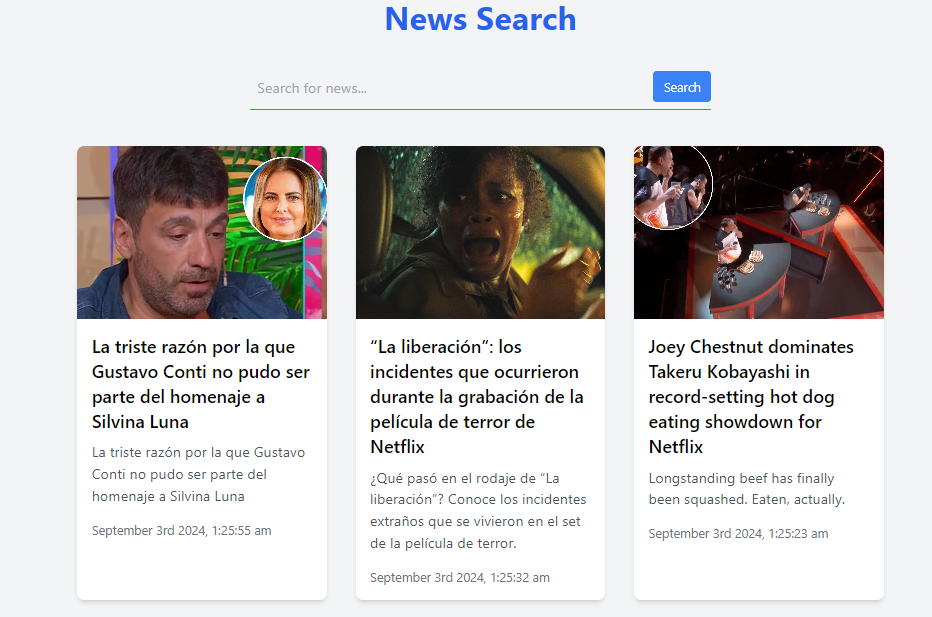 News Search
Search for news...
Search
La triste razón por la que
Gustavo Conti no pudo ser
parte del homenaje a
Silvina Luna
La triste razón por la que Gustavo
Conti no pudo ser parte del
homenaje a Silvina Luna
September 3rd 2024, 1:25:55 am
“La liberación”: los
incidentes que ocurrieron
durante la grabación de la
película de terror de
Netflix
¿Qué pasó en el rodaje de “La
liberación”? Conoce los incidentes
extraños que se vivieron en el set
de la película de terror.
September 3rd 2024, 1:25:32 am
Joey Chestnut dominates
Takeru Kobayashi in
record-setting hot dog
eating showdown for
Netflix
Longstanding beef has finally
been squashed. Eaten, actually.
September 3rd 2024, 1:25:23 am